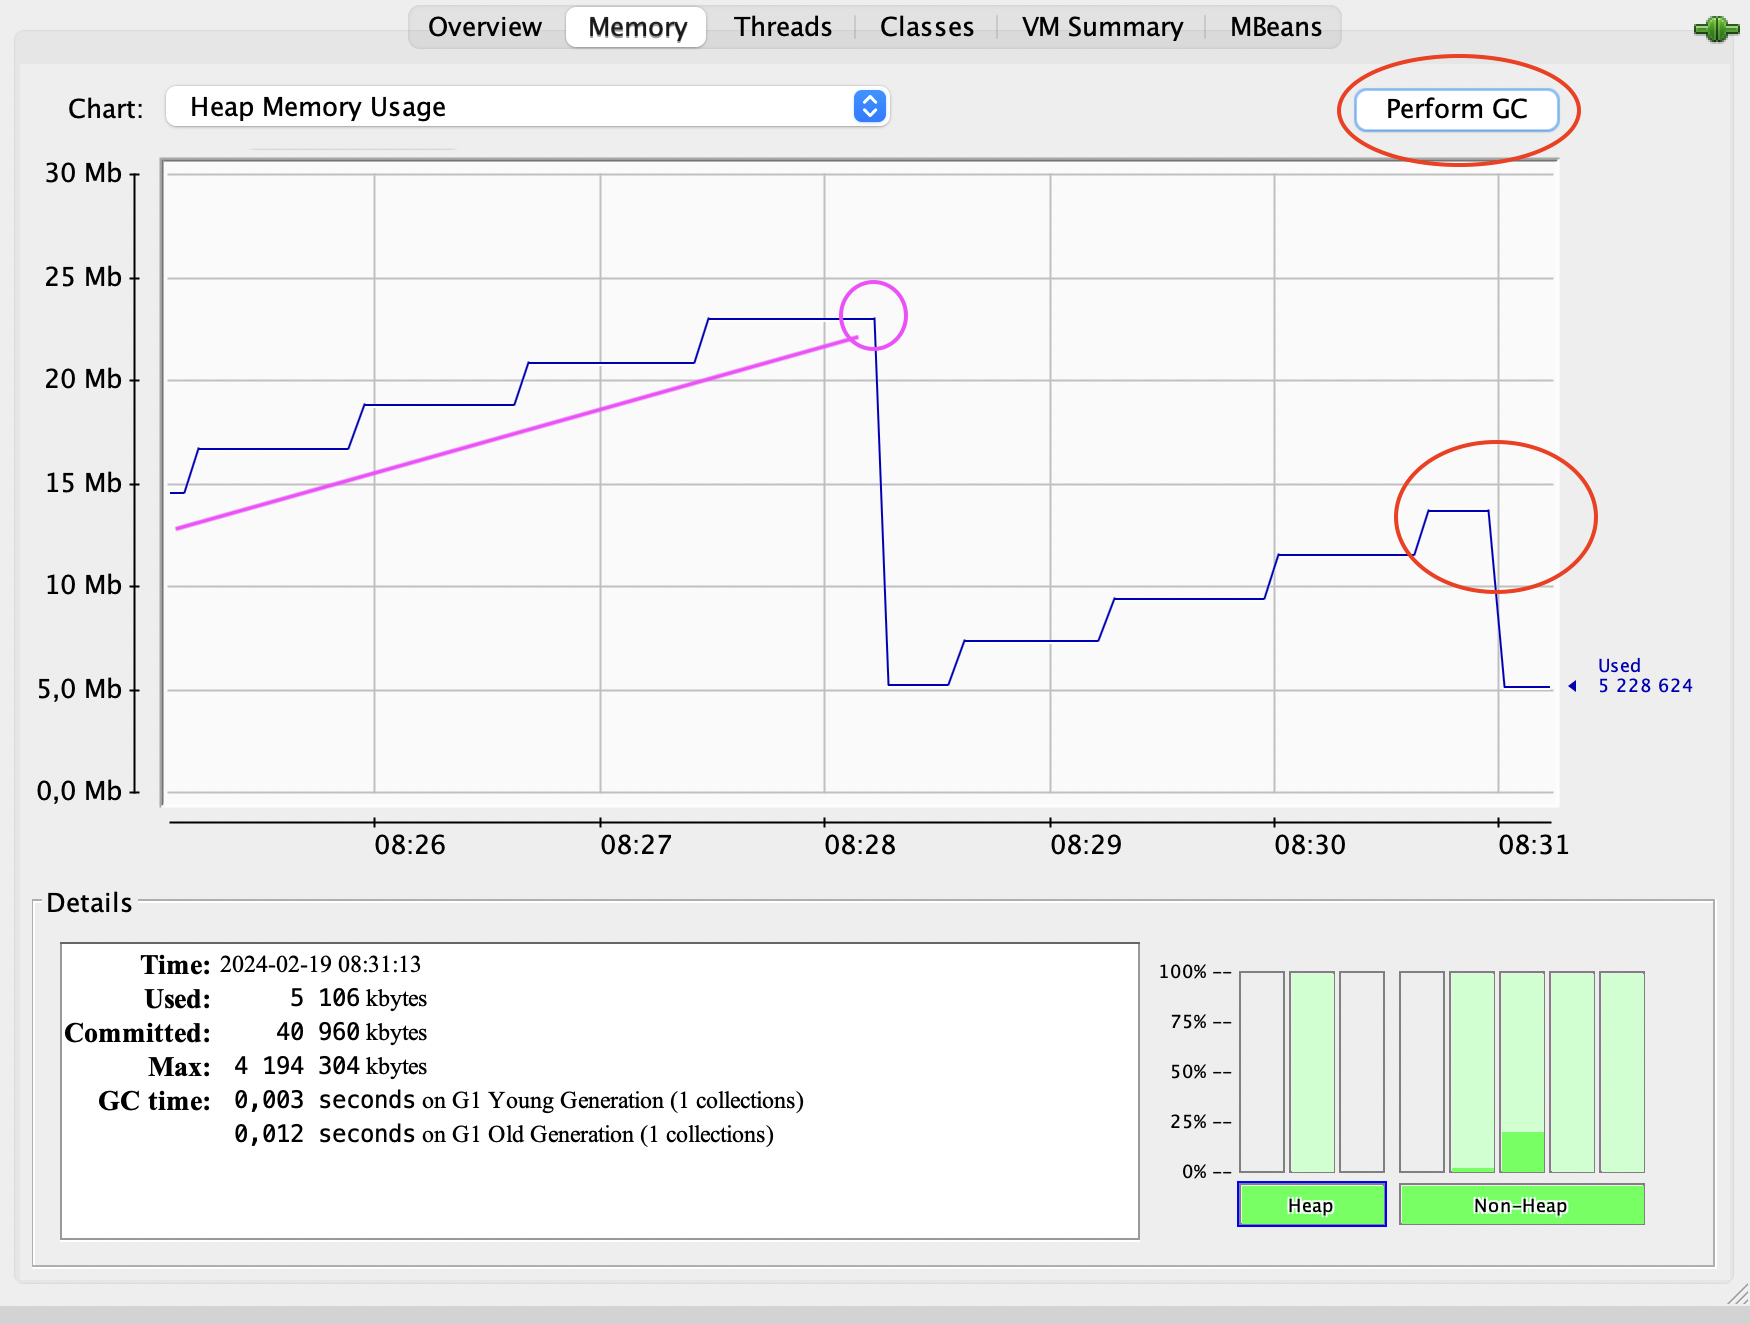 Overview Memory Threads Classes VM Summary MBeans
Chart: Heap Memory Usage Perform GC
30 Mb
25 Mb
20 Mb
15 Mb
10 Mb
5,0 Mb
0,0 Mb
Used
5 228 624
08:26 08:27 08:28 08:29 08:30 08:31
Details
Time: 2024-02-19 08:31:13
Used: 5 106 kbytes
Committed: 40 960 kbytes
Max: 4 194 304 kbytes
GC time: 0,003 seconds on G1 Young Generation (1 collections)
0,012 seconds on G1 Old Generation (1 collections)
100% --
75% --
50% --
25% --
0% --
Heap Non-Heap